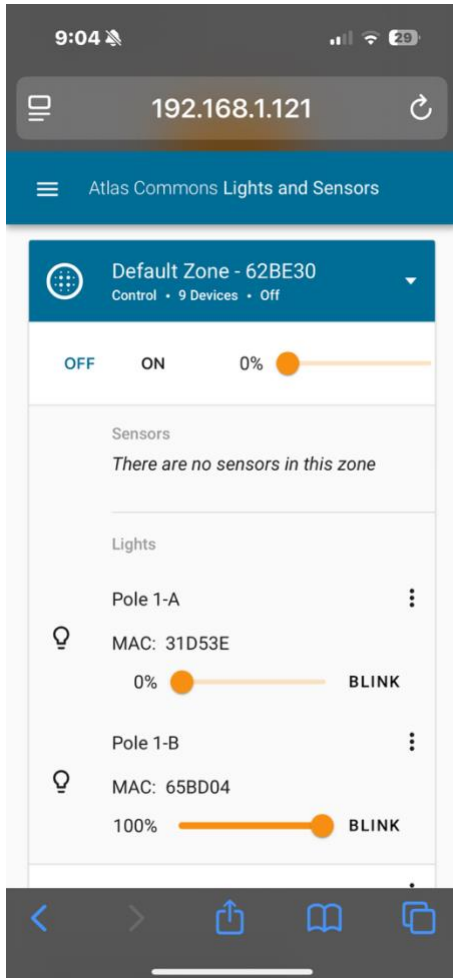 9:04 29
192.168.1.121
Atlas Commons Lights and Sensors
Default Zone - 62BE30
Control • 9 Devices • Off
OFF ON 0%
Sensors
There are no sensors in this zone
Lights
Pole 1-A
MAC: 31D53E
0% BLINK
Pole 1-B
MAC: 65BD04
100% BLINK